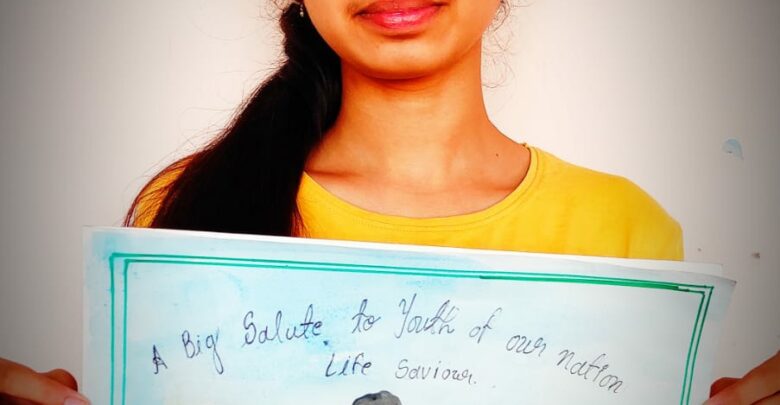 A Big Salute to Youth of our nation
Life Saviour.